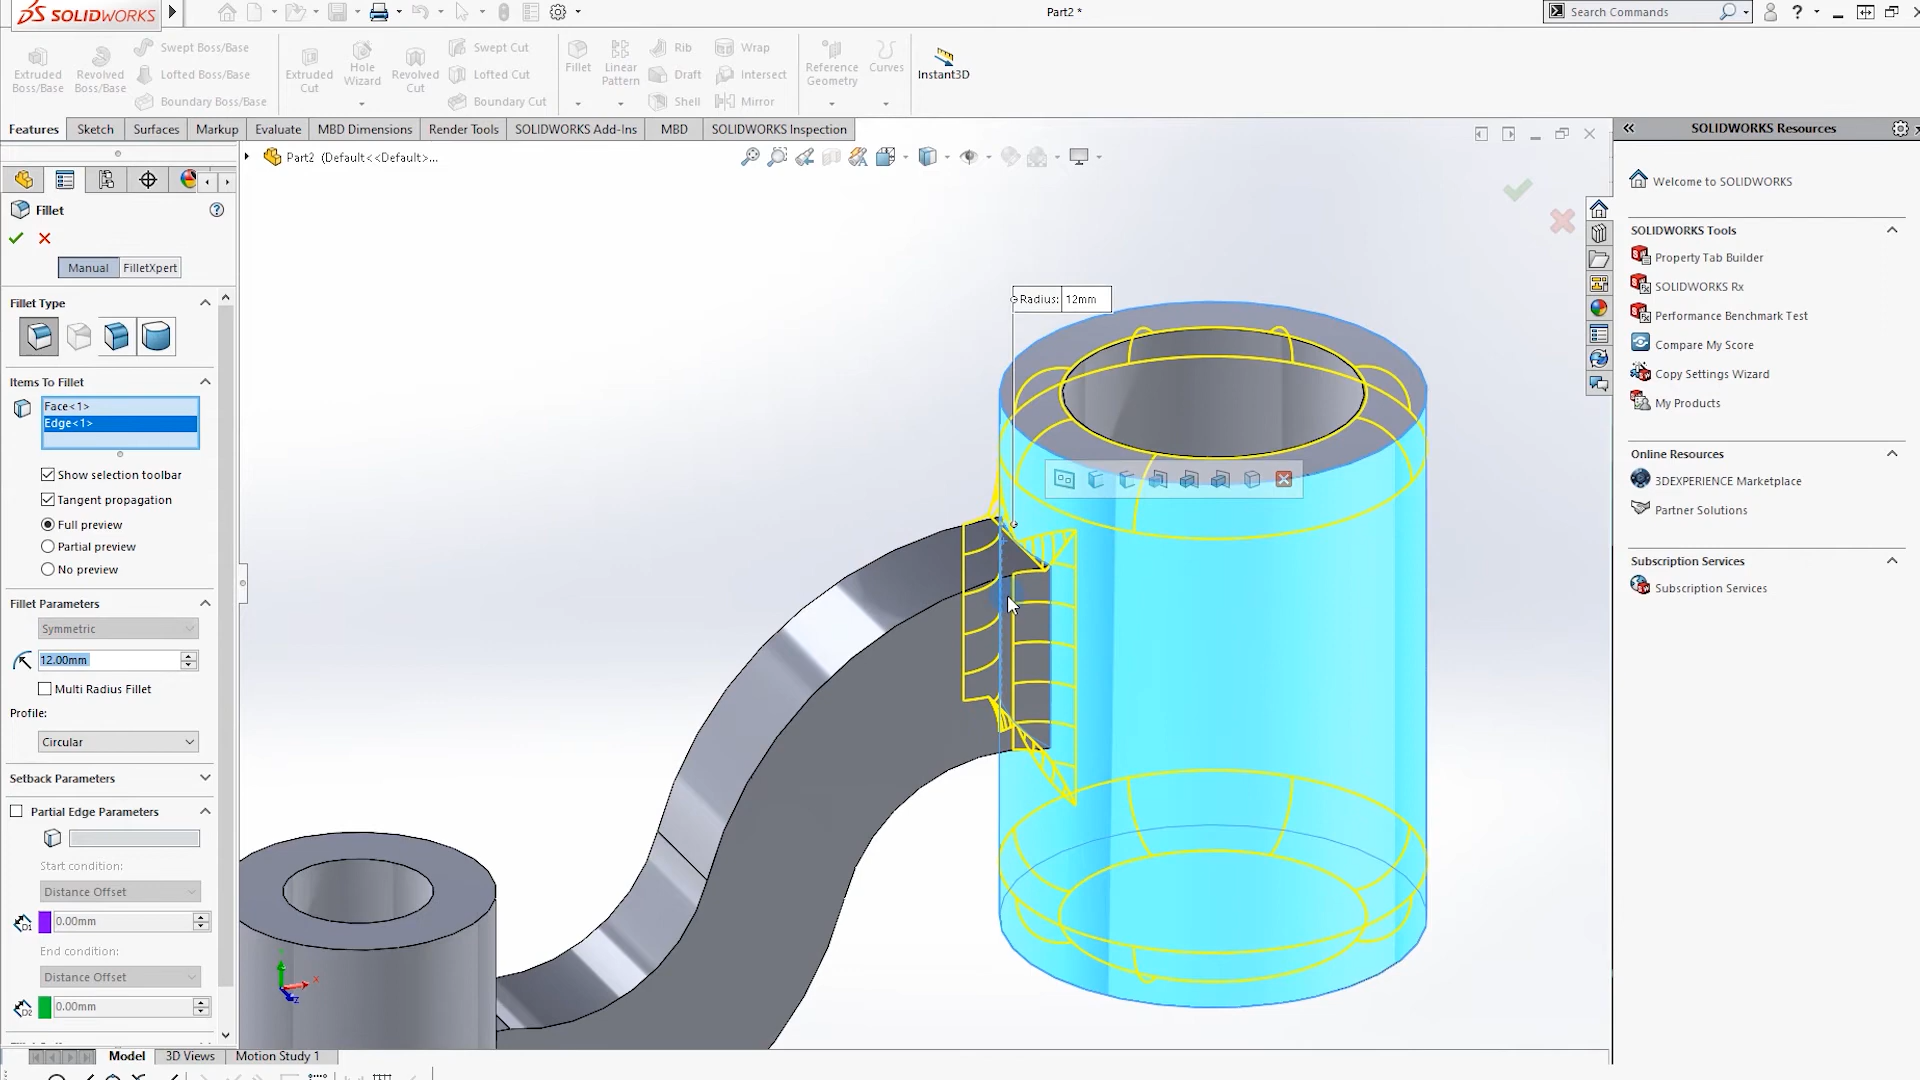 SOLIDWORKS
Part2 *
Search Commands
?
Extruded Boss/Base
Revolved Boss/Base
Swept Boss/Base
Lofted Boss/Base
Boundary Boss/Base
Extruded Cut
Hole Wizard
Revolved Cut
Swept Cut
Lofted Cut
Boundary Cut
Fillet
Linear Pattern
Rib
Draft
Shell
Wrap
Intersect
Mirror
Reference Geometry
Curves
Instant3D
Features
Sketch
Surfaces
Markup
Evaluate
MBD Dimensions
Render Tools
SOLIDWORKS Add-Ins
MBD
SOLIDWORKS Inspection
Part2 (Default<<Default>...
Fillet
?
Manual
FilletXpert
Fillet Type
Items To Fillet
Face<1>
Edge<1>
Show selection toolbar
Tangent propagation
Full preview
Partial preview
No preview
Fillet Parameters
Symmetric
12.00mm
Multi Radius Fillet
Profile:
Circular
Setback Parameters
Partial Edge Parameters
Start condition:
Distance Offset
D1
0.00mm
End condition:
Distance Offset
D2
0.00mm
Radius: 12mm
x
z
Model
3D Views
Motion Study 1
SOLIDWORKS Resources
Welcome to SOLIDWORKS
SOLIDWORKS Tools
Property Tab Builder
SOLIDWORKS Rx
Performance Benchmark Test
Compare My Score
Copy Settings Wizard
My Products
Online Resources
3DEXPERIENCE Marketplace
Partner Solutions
Subscription Services
Subscription Services